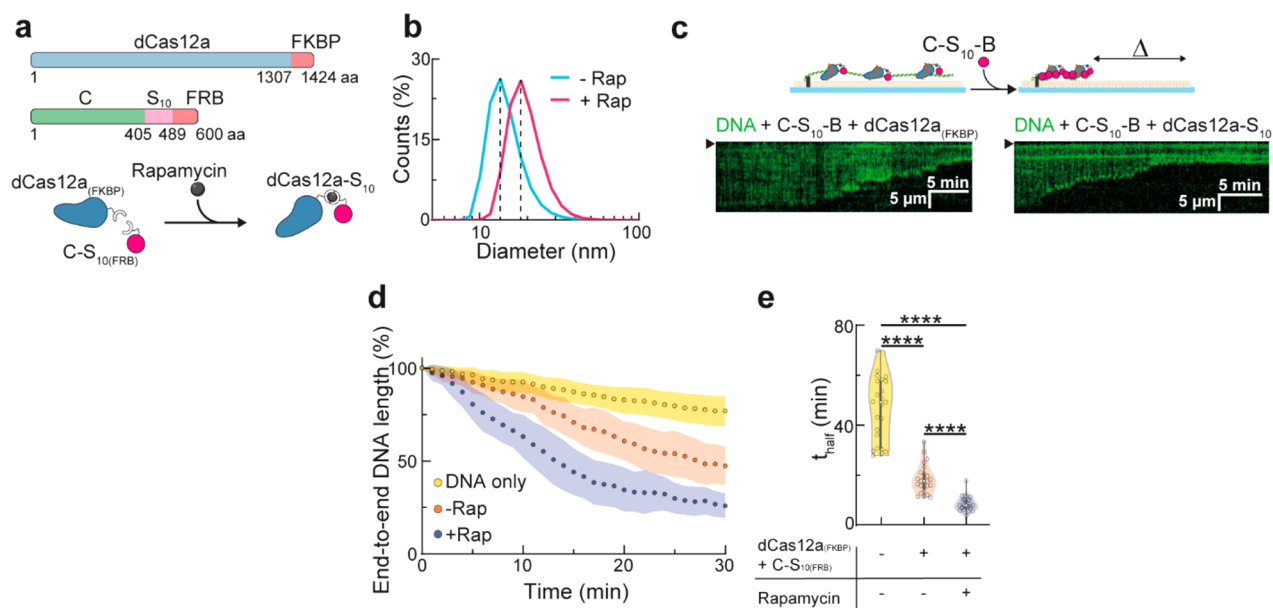 a
dCas12a FKBP
1 1307 1424 aa
C S10 FRB
1 405 489 600 aa
Rapamycin
dCas12a(FKBP) dCas12a-S10
C-S10(FRB)
b
30
15
0
Counts (%)
- Rap
+ Rap
10 100
Diameter (nm)
c
C-S10-B Δ
DNA + C-S10-B + dCas12a(FKBP)
5 min
5 µm
DNA + C-S10-B + dCas12a-S10
5 min
5 µm
d
End-to-end DNA length (%)
100
50
0
DNA only
-Rap
+Rap
0 10 20 30
Time (min)
e
thalf (min)
80
40
0
****
****
****
dCas12a(FKBP) - + +
+ C-S10(FRB)
Rapamycin - - +